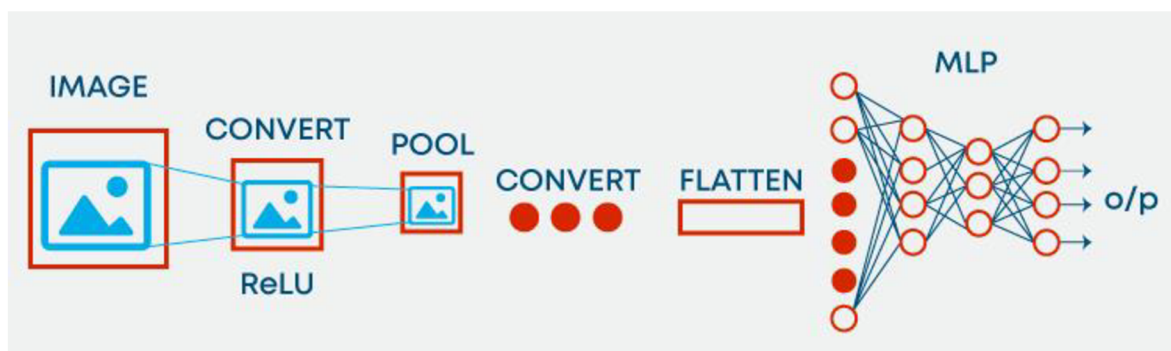 IMAGE
CONVERT
ReLU
POOL
CONVERT
FLATTEN
MLP
o/p